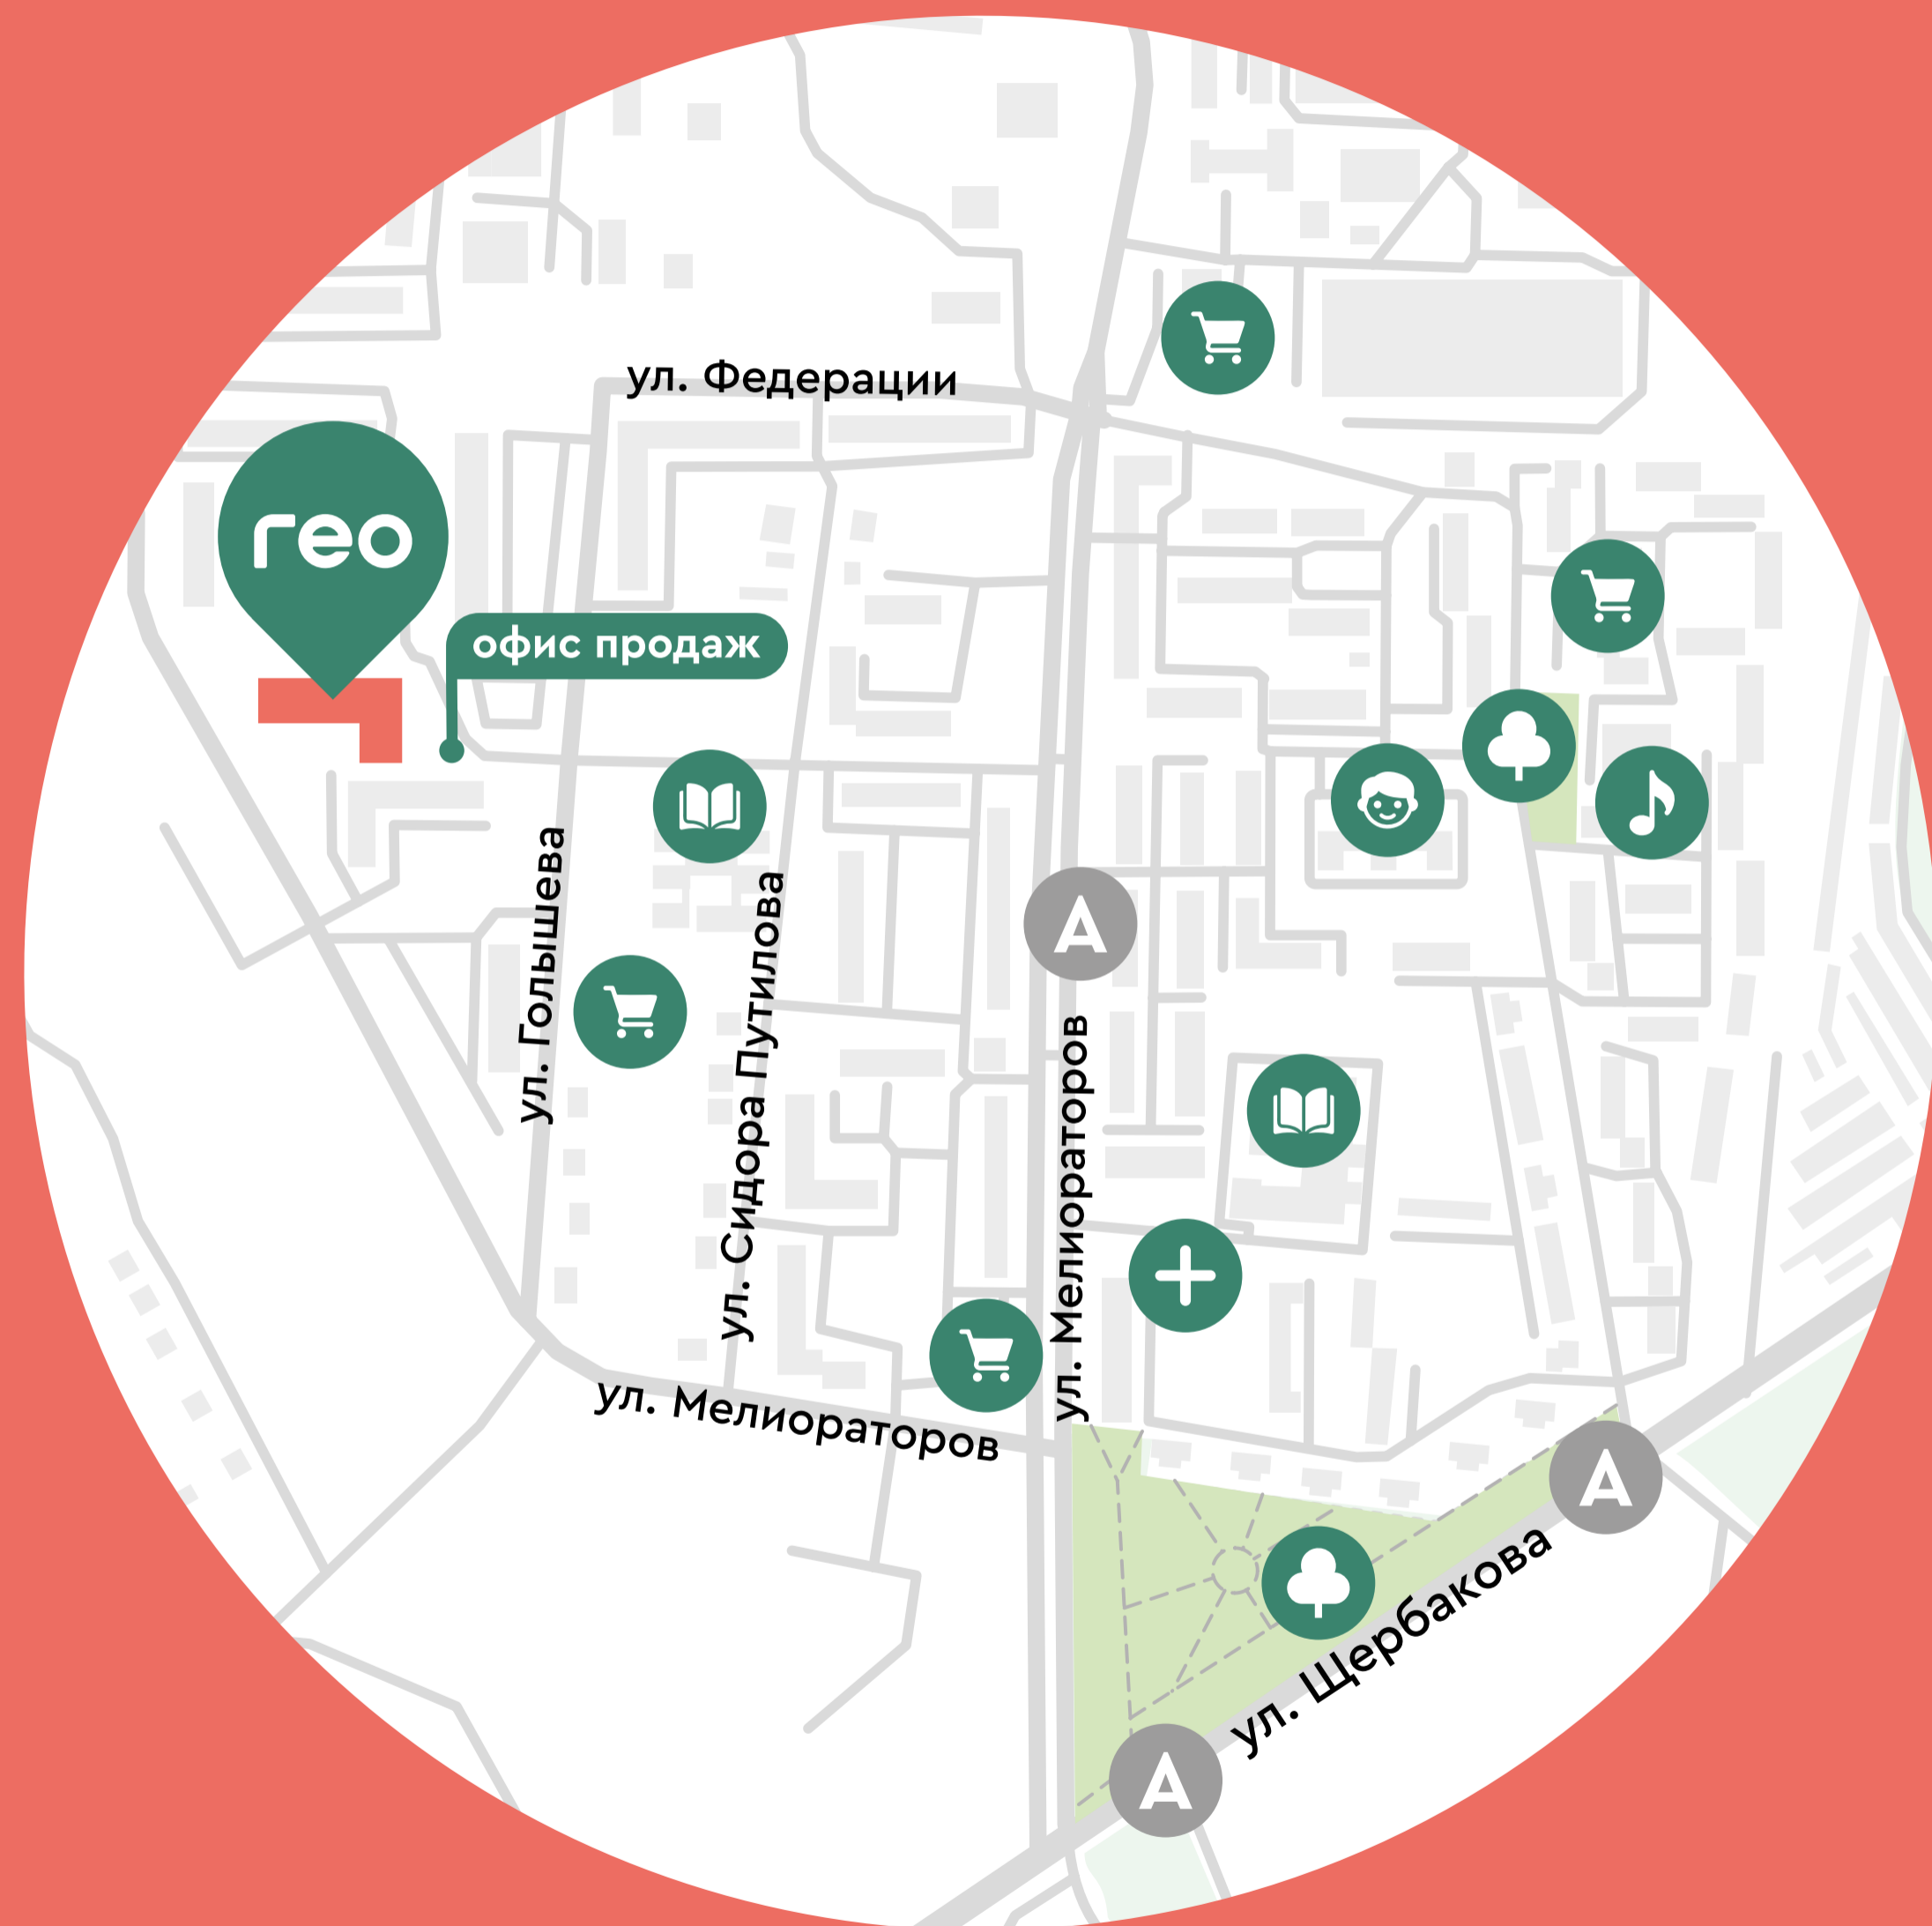 ул. Федерации
гео
офис продаж
ул. Голышева
ул. Сидора Путилова
А
ул. Мелиораторов
ул. Мелиораторов
А
ул. Щербакова
А